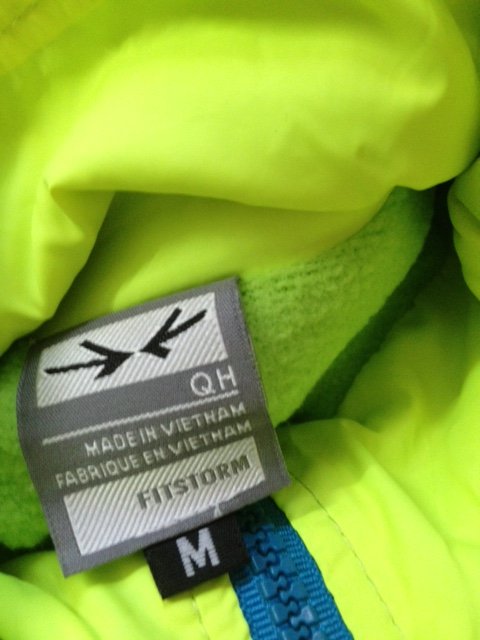 QH
MADE IN VIETNAM
FABRIQUE EN VIETNAM
FITSTORM
M